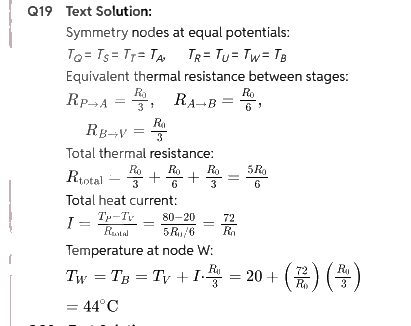 Q19 Text Solution:
Symmetry nodes at equal potentials:
T_Q = T_S = T_T = T_A, T_R = T_U = T_W = T_B
Equivalent thermal resistance between stages:
R_{P→A} = R_0/3, R_{A→B} = R_0/6,
R_{B→V} = R_0/3
Total thermal resistance:
R_total = R_0/3 + R_0/6 + R_0/3 = 5R_0/6
Total heat current:
I = (T_P−T_V)/R_total = (80−20)/(5R_0/6) = 72/R_0
Temperature at node W:
T_W = T_B = T_V + I·R_0/3 = 20 + (72/R_0)(R_0/3)
= 44°C